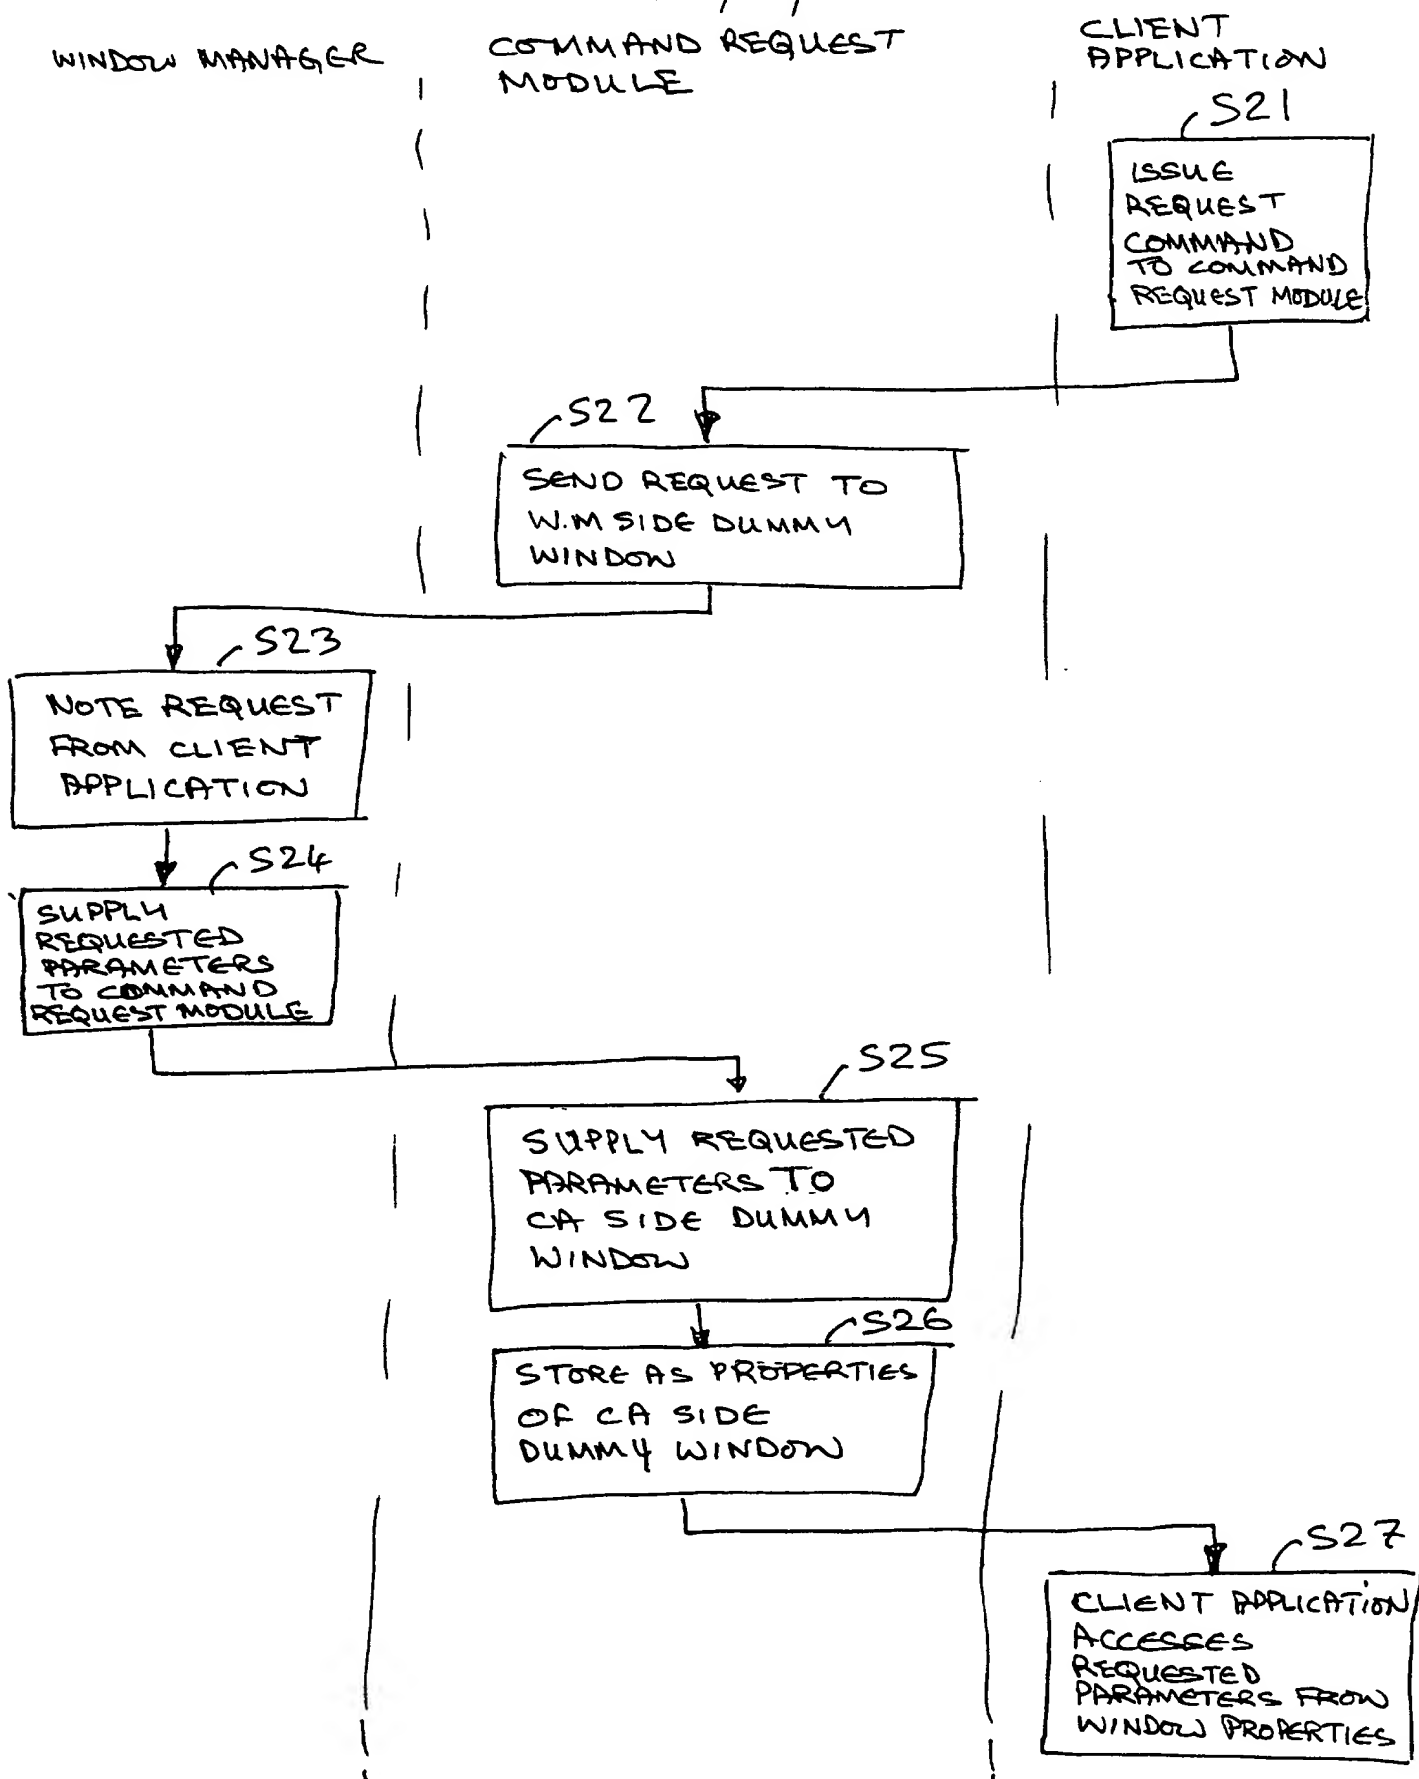 WINDOW MANAGER
COMMAND REQUEST
MODULE
CLIENT
APPLICATION
S21
ISSUE
REQUEST
COMMAND
TO COMMAND
REQUEST MODULE
S22
SEND REQUEST TO
W.M SIDE DUMMY
WINDOW
S23
NOTE REQUEST
FROM CLIENT
APPLICATION
S24
SUPPLY
REQUESTED
PARAMETERS
TO COMMAND
REQUEST MODULE
S25
SUPPLY REQUESTED
PARAMETERS TO
CA SIDE DUMMY
WINDOW
S26
STORE AS PROPERTIES
OF CA SIDE
DUMMY WINDOW
S27
CLIENT APPLICATION
ACCESSES
REQUESTED
PARAMETERS FROM
WINDOW PROPERTIES